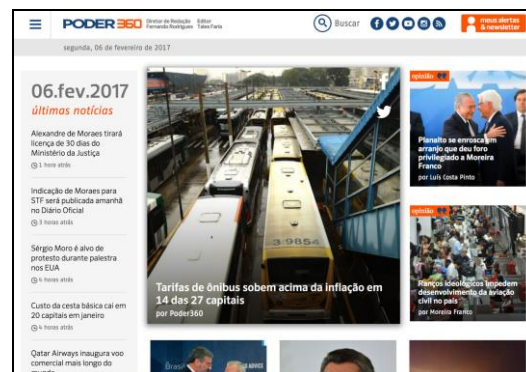 PODER 360
Diretor de Redação
Fernando Rodrigues
Editor
Tales Faria
Buscar
meus alertas
& newsletter
segunda, 06 de fevereiro de 2017
06.fev.2017
últimas notícias
Alexandre de Moraes tirará
licença de 30 dias do
Ministério da Justiça
1 hora atrás
Indicação de Moraes para
STF será publicada amanhã
no Diário Oficial
3 horas atrás
Sérgio Moro é alvo de
protesto durante palestra
nos EUA
4 horas atrás
Custo da cesta básica cai em
20 capitais em janeiro
4 horas atrás
Qatar Airways inaugura voo
comercial mais longo do
mundo
3-9854
Tarifas de ônibus sobem acima da inflação em
14 das 27 capitais
por Poder360
opinião
Planalto se enrosca em
arranjo que deu foro
privilegiado a Moreira
Franco
por Luís Costa Pinto
opinião
Ranços ideológicos impedem
desenvolvimento da aviação
civil no país
por Moreira Franco
Brasil